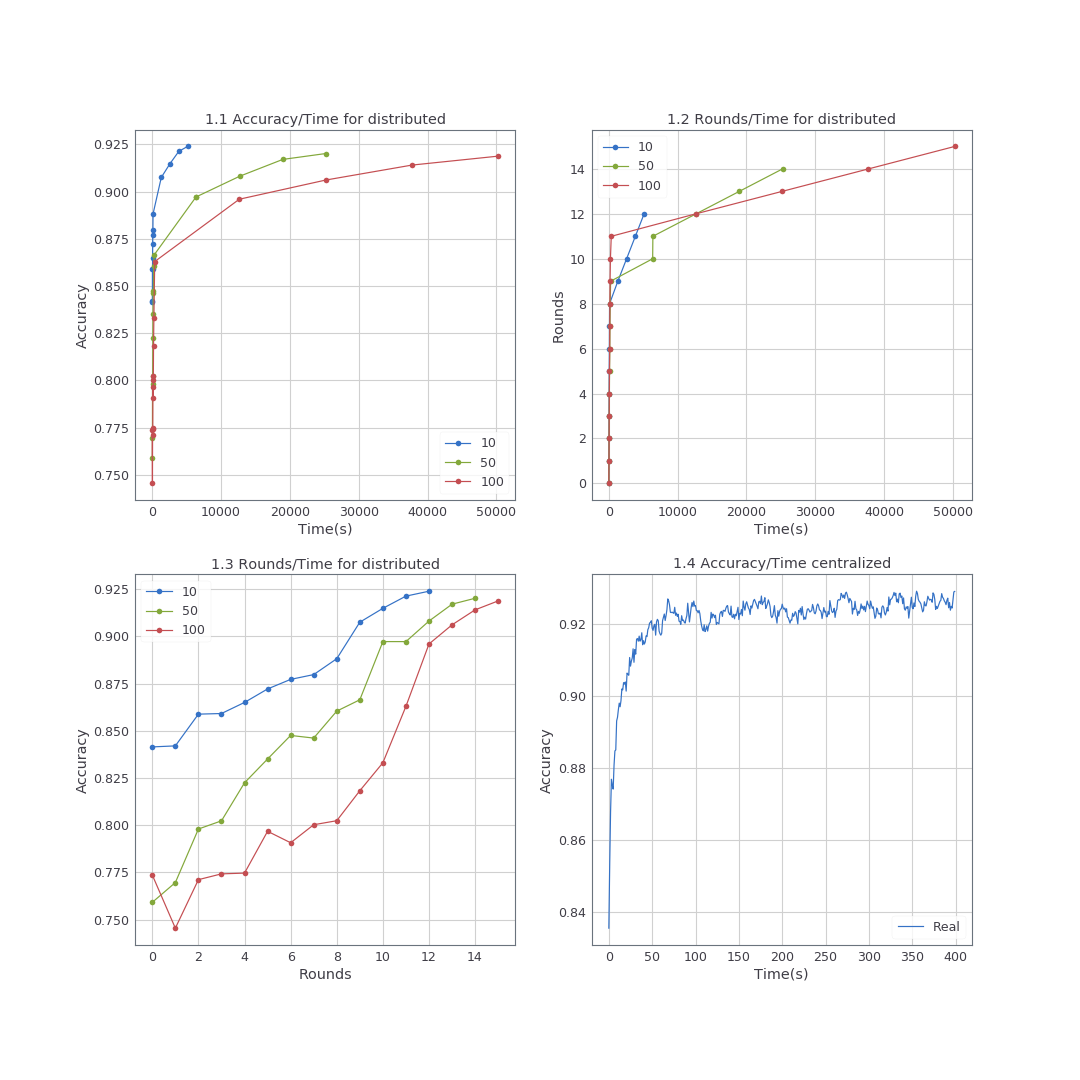 1.1 Accuracy/Time for distributed
0.925
0.900
0.875
0.850
0.825
0.800
0.775
0.750
Accuracy
0 10000 20000 30000 40000 50000
Time(s)
10
50
100
1.2 Rounds/Time for distributed
10
50
100
14
12
10
8
6
4
2
0
Rounds
0 10000 20000 30000 40000 50000
Time(s)
1.3 Rounds/Time for distributed
10
50
100
0.925
0.900
0.875
0.850
0.825
0.800
0.775
0.750
Accuracy
0 2 4 6 8 10 12 14
Rounds
1.4 Accuracy/Time centralized
0.92
0.90
0.88
0.86
0.84
Accuracy
Real
0 50 100 150 200 250 300 350 400
Time(s)